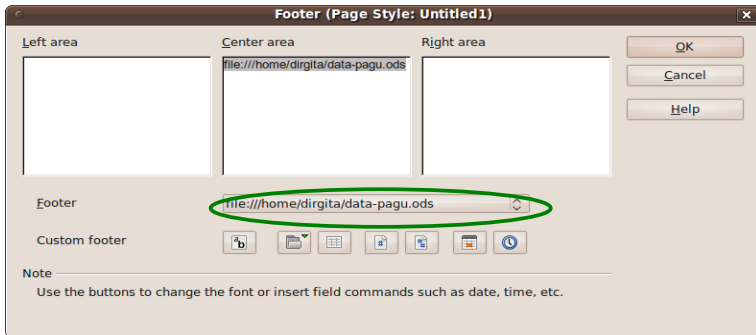 Footer (Page Style: Untitled1)
Left area
Center area
Right area
file:///home/dirgita/data-pagu.ods
OK
Cancel
Help
Footer
file:///home/dirgita/data-pagu.ods
Custom footer
Note
Use the buttons to change the font or insert field commands such as date, time, etc.